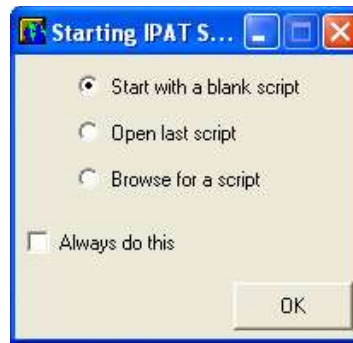 Starting IPAT S...
Start with a blank script
Open last script
Browse for a script
Always do this
OK